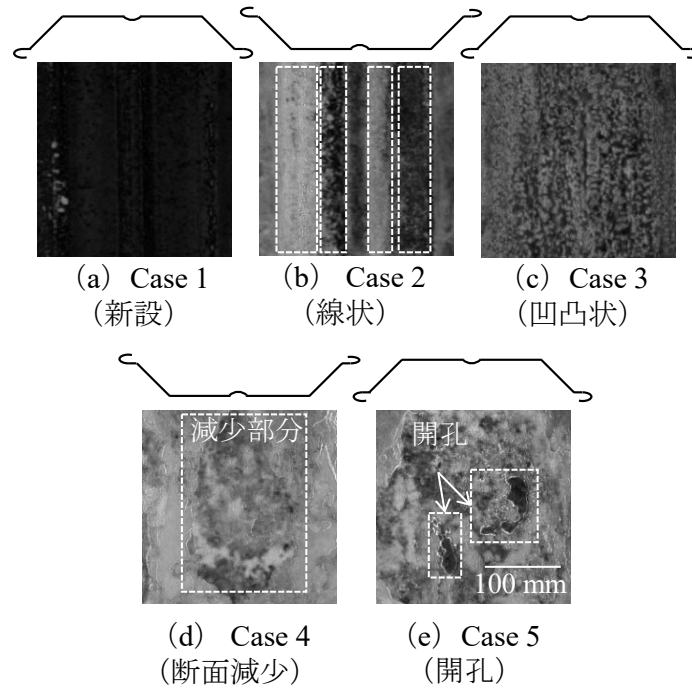 (a) Case 1
（新設）
(b) Case 2
（線状）
(c) Case 3
（凹凸状）
減少部分
開孔
100 mm
(d) Case 4
（断面減少）
(e) Case 5
（開孔）